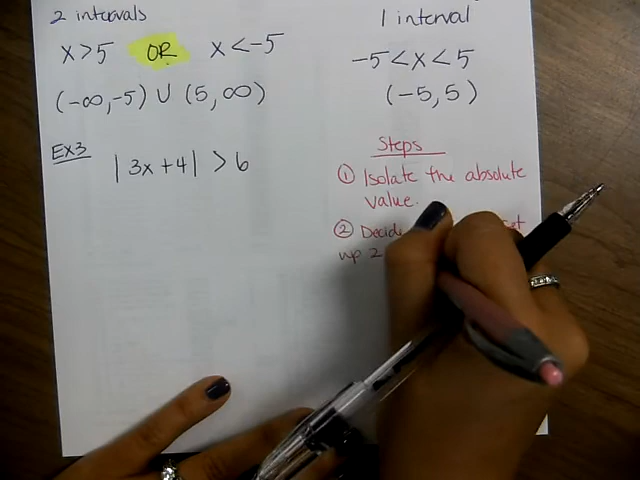 2 intervals
x > 5 OR x < -5
(-∞, -5) ∪ (5, ∞)
1 interval
-5 < x < 5
(-5, 5)
EX3 |3x + 4| > 6
Steps
① Isolate the absolute
value.
② Decide
up 2